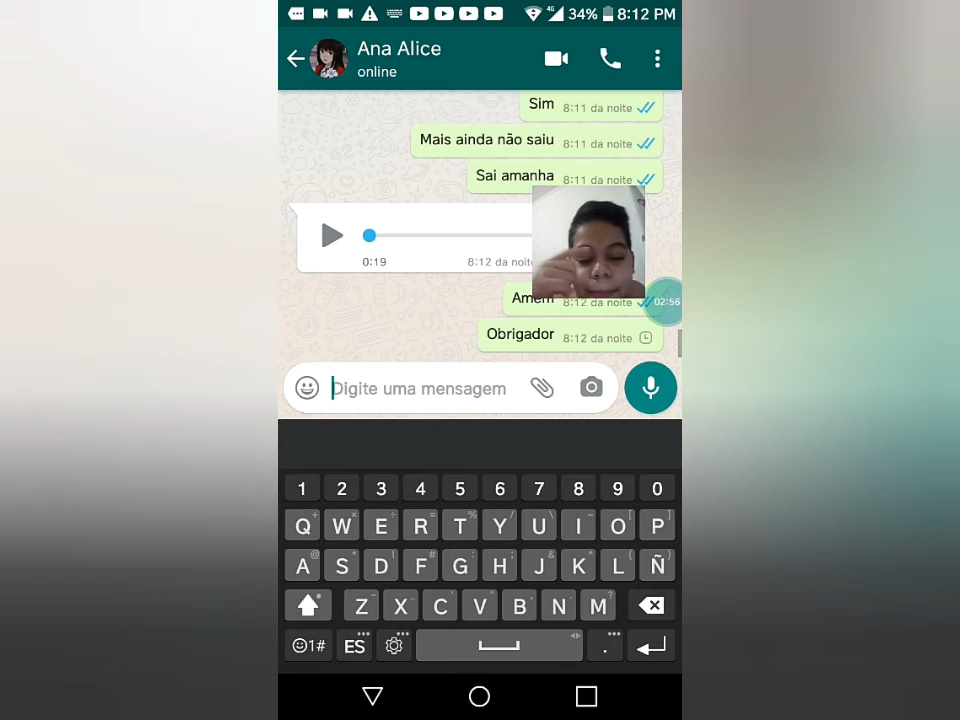 4G 34% 8:12 PM
Ana Alice
online
Sim 8:11 da noite
Mais ainda não saiu 8:11 da noite
Sai amanha 8:11 da noite
0:19 8:12 da noite
Amém 8:12 da noite
02:56
Obrigador 8:12 da noite
Digite uma mensagem
1 2 3 4 5 6 7 8 9 0
Q W E R T Y U I O P
A S D F G H J K L Ñ
Z X C V B N M
1# ES .